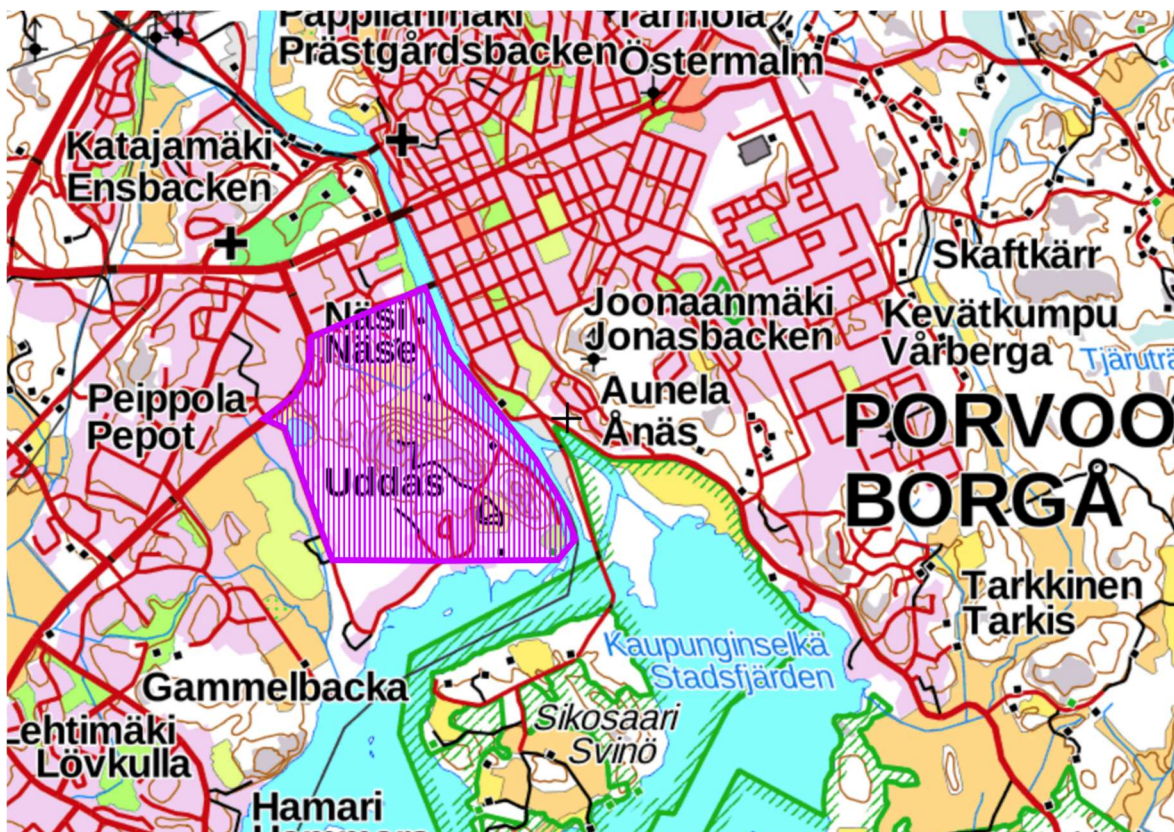 Pappilanmäki
Prästgårdsbacken
Tarmola
Östermalm
Katajamäki
Ensbacken
Skaftkärr
Näsi
Näse
Joonaanmäki
Jonasbacken
Kevätkumpu
Vårberga
Peippola
Pepot
Aunela
Ånäs
PORVOO
BORGÅ
Uddas
Tarkkinen
Tarkis
Kaupunginselkä
Stadsfjärden
Gammelbacka
Sikosaari
Svinö
Lehtimäki
Lövkulla
Hamari